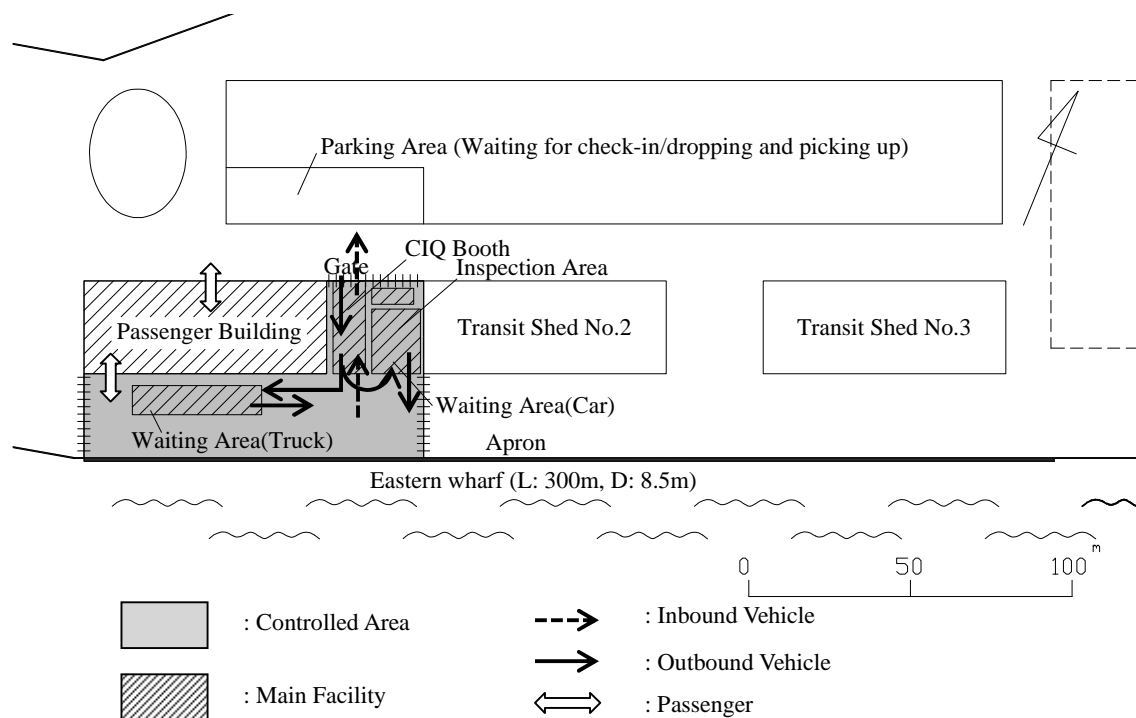 Parking Area (Waiting for check-in/dropping and picking up)
CIQ Booth
Gate
Inspection Area
Passenger Building
Transit Shed No.2
Transit Shed No.3
Waiting Area(Car)
Waiting Area(Truck)
Apron
Eastern wharf (L: 300m, D: 8.5m)
0 50 100 m
: Controlled Area
: Inbound Vehicle
: Outbound Vehicle
: Main Facility
: Passenger